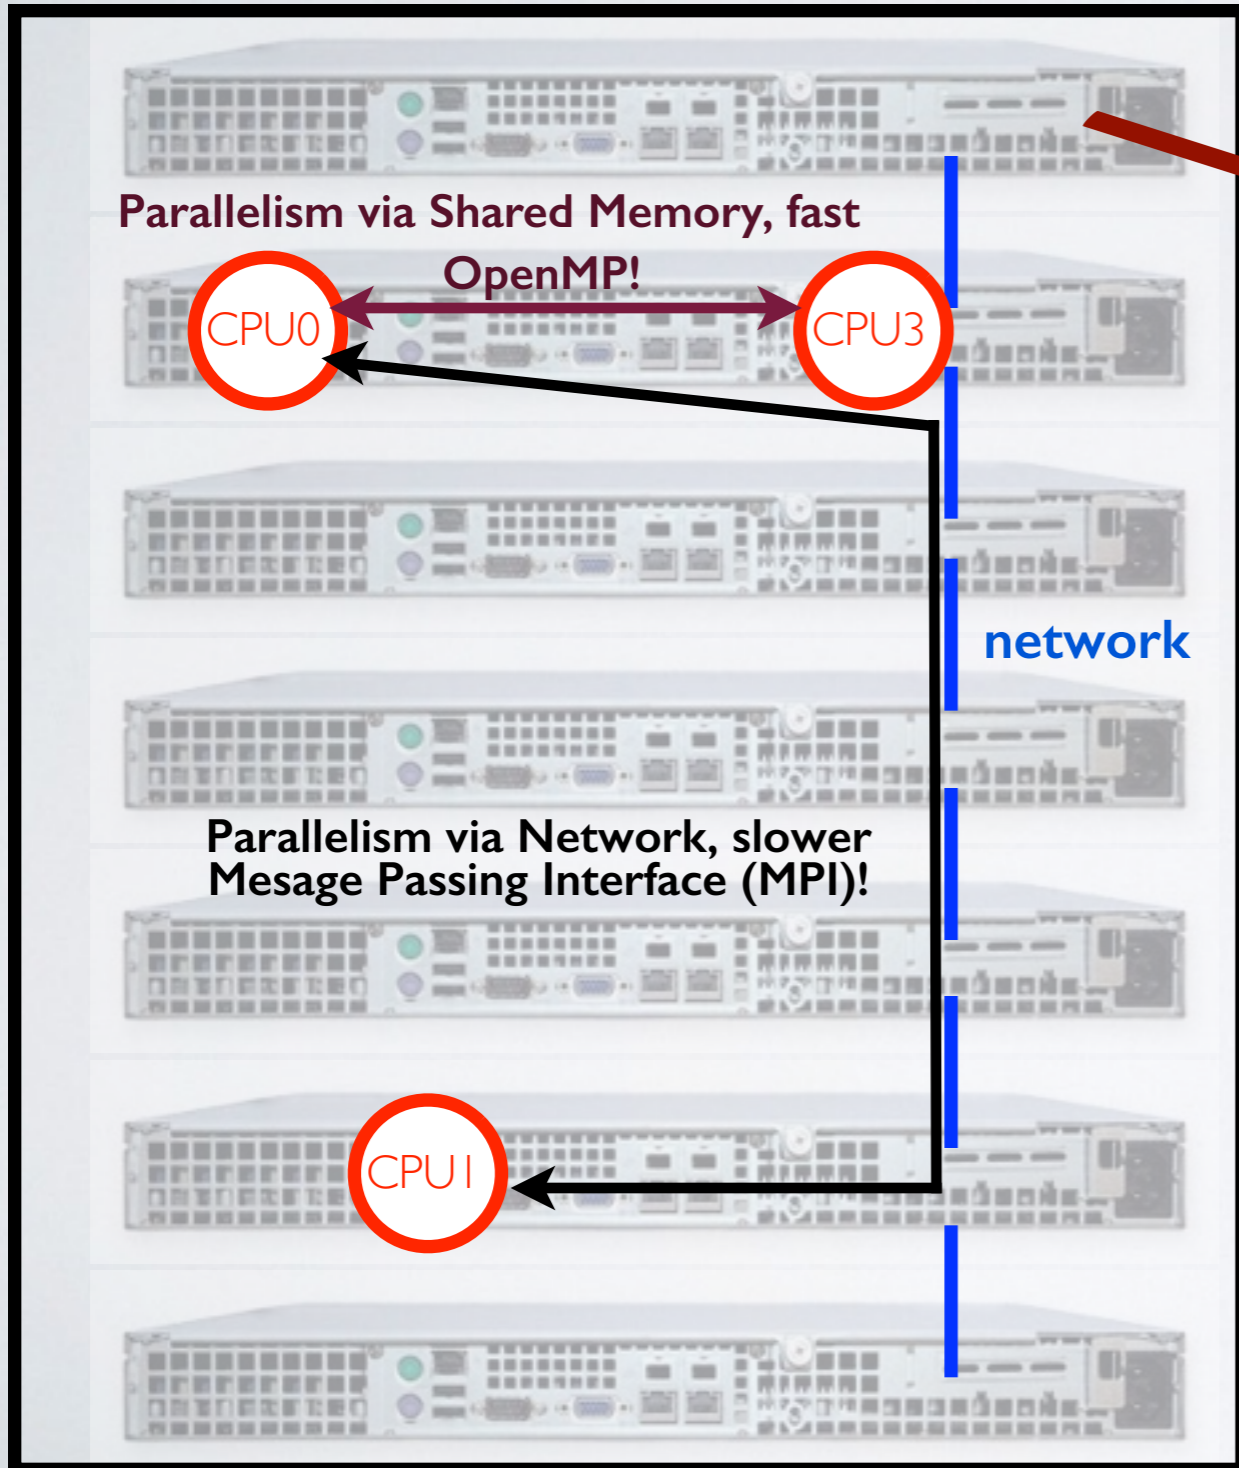 Parallelism via Shared Memory, fast
OpenMP!
CPU0
CPU3
network
Parallelism via Network, slower
Mesage Passing Interface (MPI)!
CPU1